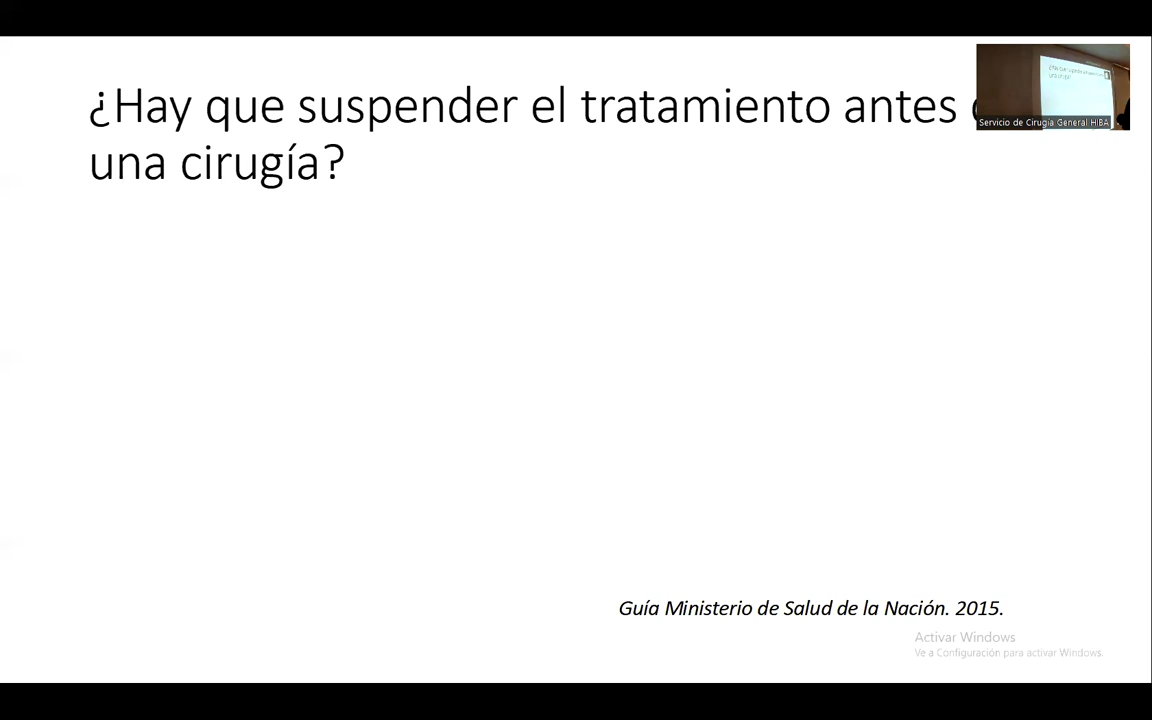 ¿Hay que suspender el tratamiento antes
una cirugía?
Servicio de Cirugía General HIBA
Guía Ministerio de Salud de la Nación. 2015.
Activar Windows
Ve a Configuración para activar Windows.